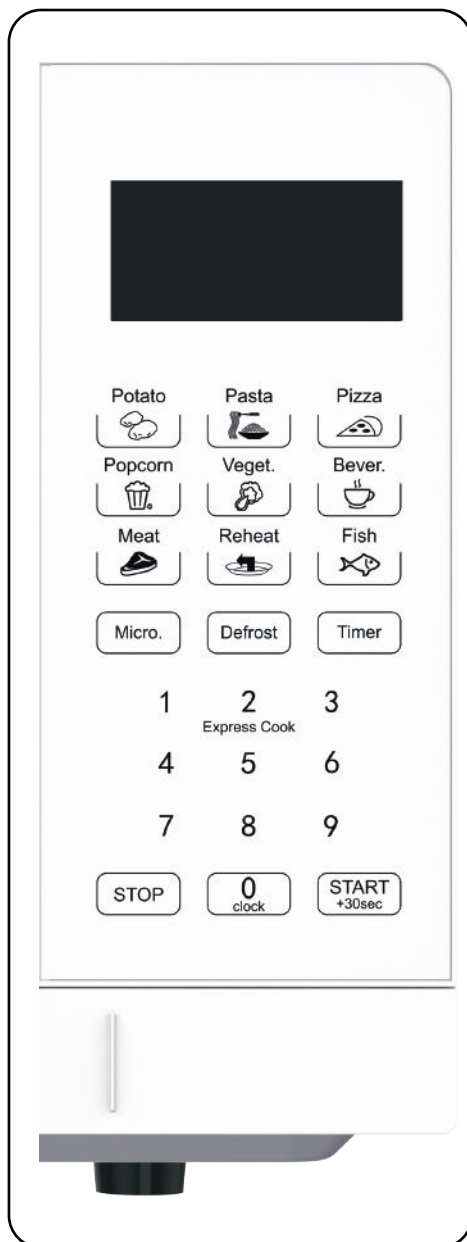 Potato Pasta Pizza
Popcorn Veget. Bever.
Meat Reheat Fish
Micro. Defrost Timer
1 2 3
Express Cook
4 5 6
7 8 9
STOP 0 START
clock +30sec